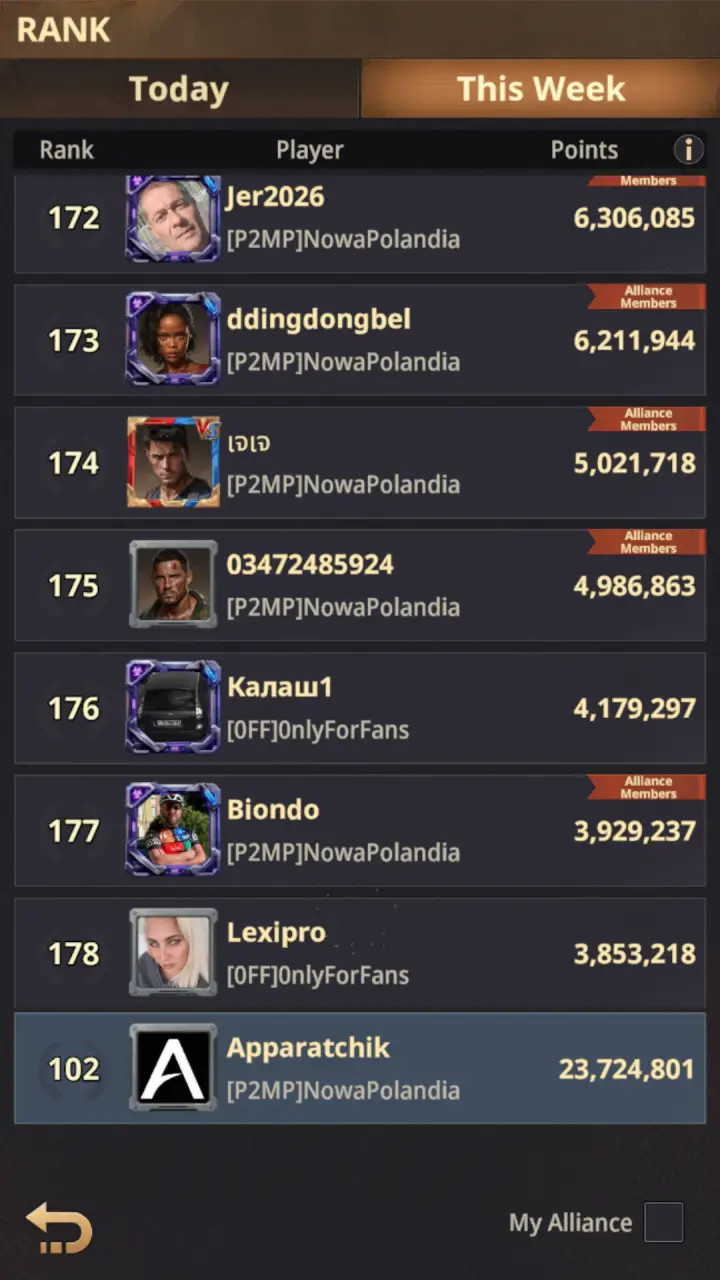 RANK
Today
This Week
Rank
Player
Points
i
Members
172
Jer2026
6,306,085
[P2MP]NowaPolandia
Alliance
Members
173
ddingdongbel
6,211,944
[P2MP]NowaPolandia
Alliance
Members
VS
174
เจเจ
5,021,718
[P2MP]NowaPolandia
Alliance
Members
175
03472485924
4,986,863
[P2MP]NowaPolandia
176
Калаш1
4,179,297
[0FF]0nlyForFans
Alliance
Members
177
Biondo
3,929,237
[P2MP]NowaPolandia
178
Lexipro
3,853,218
[0FF]0nlyForFans
102
Apparatchik
23,724,801
[P2MP]NowaPolandia
My Alliance